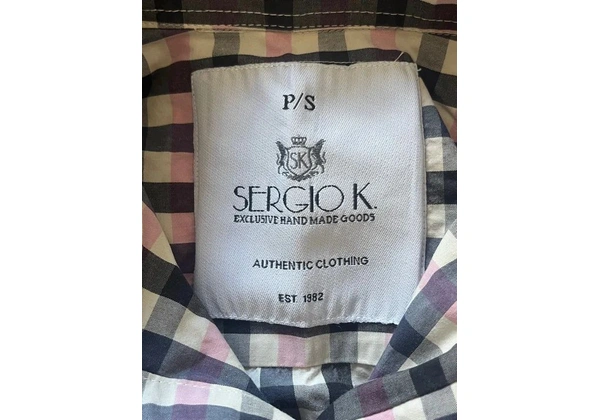 P/S
SK
SERGIO K.
EXCLUSIVE HAND MADE GOODS
AUTHENTIC CLOTHING
EST. 1982